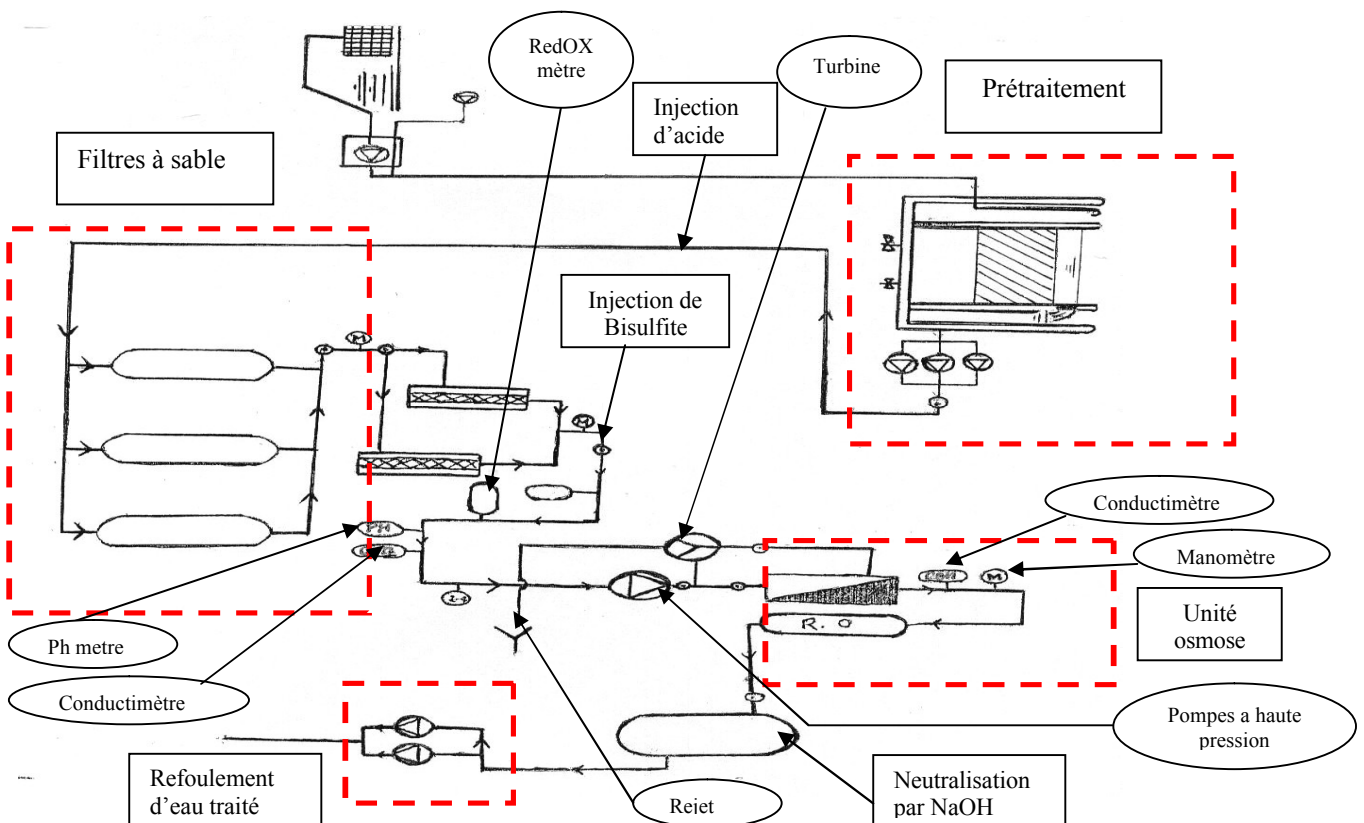 RedOX
mètre
Turbine
Prétraitement
Injection
d'acide
Filtres à sable
Injection de
Bisulfite
M
M
Conductimètre
PH
Manomètre
CON
M
R.O
Unité
osmose
Ph metre
Conductimètre
Pompes a haute
pression
Refoulement
d'eau traité
Rejet
Neutralisation
par NaOH